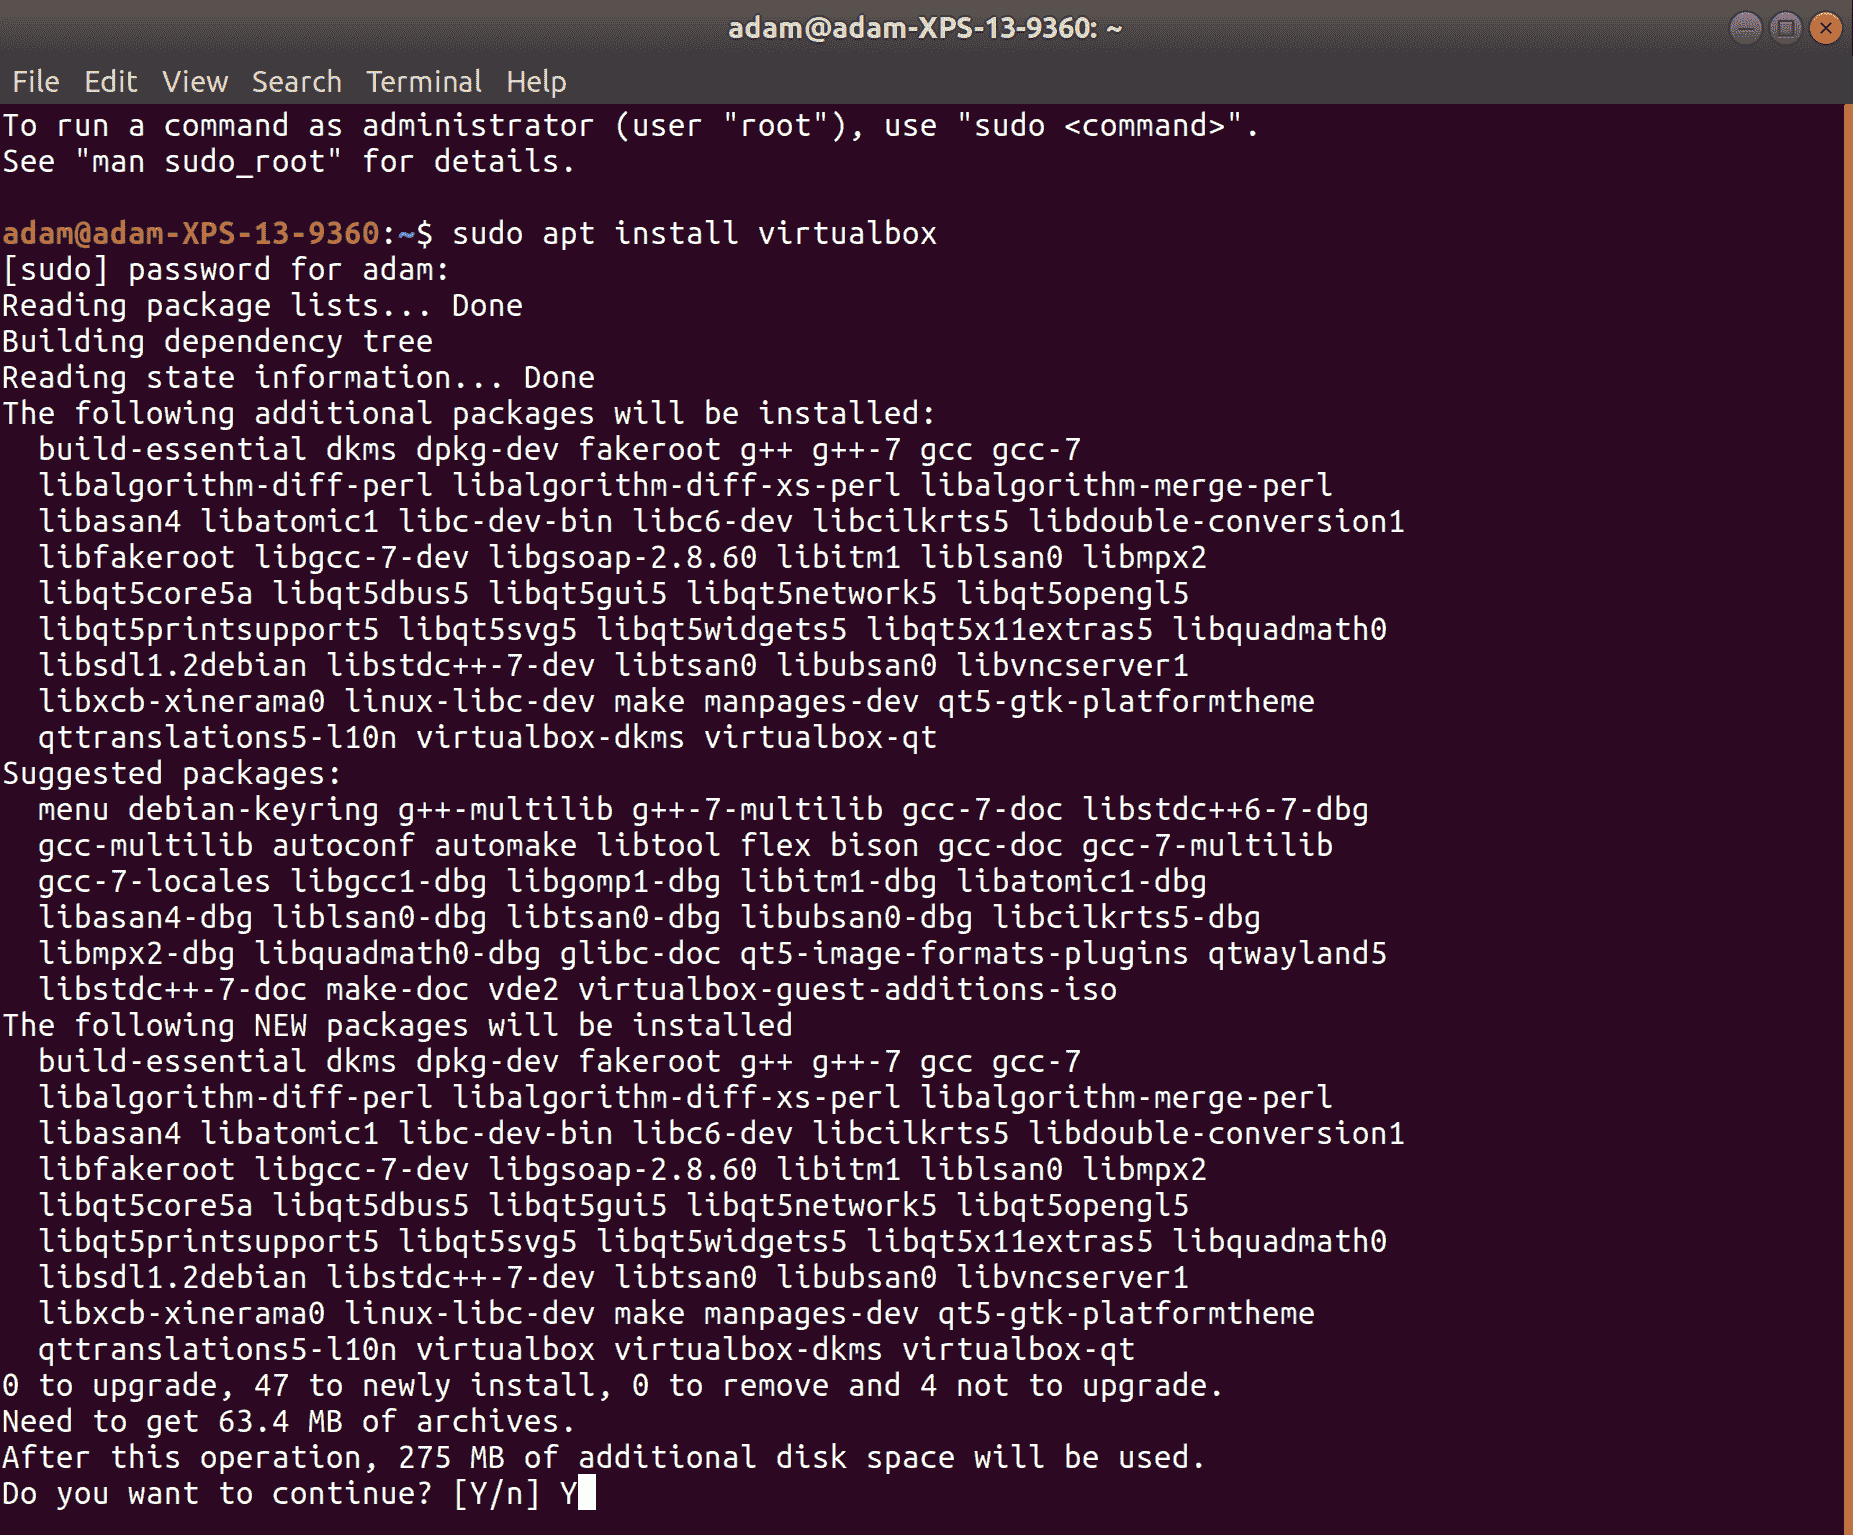 adam@adam-XPS-13-9360: ~
File Edit View Search Terminal Help
To run a command as administrator (user "root"), use "sudo <command>".
See "man sudo_root" for details.
adam@adam-XPS-13-9360:~$ sudo apt install virtualbox
[sudo] password for adam:
Reading package lists... Done
Building dependency tree
Reading state information... Done
The following additional packages will be installed:
build-essential dkms dpkg-dev fakeroot g++ g++-7 gcc gcc-7
libalgorithm-diff-perl libalgorithm-diff-xs-perl libalgorithm-merge-perl
libasan4 libatomic1 libc-dev-bin libc6-dev libcilkrts5 libdouble-conversion1
libfakeroot libgcc-7-dev libgsoap-2.8.60 libitm1 liblsan0 libmpx2
libqt5core5a libqt5dbus5 libqt5gui5 libqt5network5 libqt5opengl5
libqt5printsupport5 libqt5svg5 libqt5widgets5 libqt5x11extras5 libquadmath0
libsdl1.2debian libstdc++-7-dev libtsan0 libubsan0 libvncserver1
libxcb-xinerama0 linux-libc-dev make manpages-dev qt5-gtk-platformtheme
qttranslations5-l10n virtualbox-dkms virtualbox-qt
Suggested packages:
menu debian-keyring g++-multilib g++-7-multilib gcc-7-doc libstdc++6-7-dbg
gcc-multilib autoconf automake libtool flex bison gcc-doc gcc-7-multilib
gcc-7-locales libgcc1-dbg libgomp1-dbg libitm1-dbg libatomic1-dbg
libasan4-dbg liblsan0-dbg libtsan0-dbg libubsan0-dbg libcilkrts5-dbg
libmpx2-dbg libquadmath0-dbg glibc-doc qt5-image-formats-plugins qtwayland5
libstdc++-7-doc make-doc vde2 virtualbox-guest-additions-iso
The following NEW packages will be installed
build-essential dkms dpkg-dev fakeroot g++ g++-7 gcc gcc-7
libalgorithm-diff-perl libalgorithm-diff-xs-perl libalgorithm-merge-perl
libasan4 libatomic1 libc-dev-bin libc6-dev libcilkrts5 libdouble-conversion1
libfakeroot libgcc-7-dev libgsoap-2.8.60 libitm1 liblsan0 libmpx2
libqt5core5a libqt5dbus5 libqt5gui5 libqt5network5 libqt5opengl5
libqt5printsupport5 libqt5svg5 libqt5widgets5 libqt5x11extras5 libquadmath0
libsdl1.2debian libstdc++-7-dev libtsan0 libubsan0 libvncserver1
libxcb-xinerama0 linux-libc-dev make manpages-dev qt5-gtk-platformtheme
qttranslations5-l10n virtualbox virtualbox-dkms virtualbox-qt
0 to upgrade, 47 to newly install, 0 to remove and 4 not to upgrade.
Need to get 63.4 MB of archives.
After this operation, 275 MB of additional disk space will be used.
Do you want to continue? [Y/n] Y